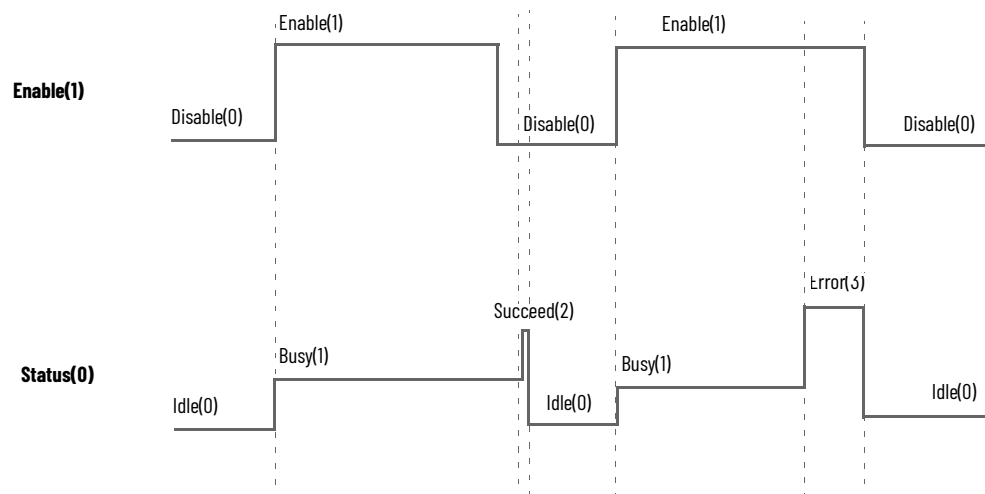 Enable(1)
Enable(1)
Enable(1)
Disable(0)
Disable(0)
Disable(0)
Error(3)
Succeed(2)
Busy(1)
Busy(1)
Status(0)
Idle(0)
Idle(0)
Idle(0)